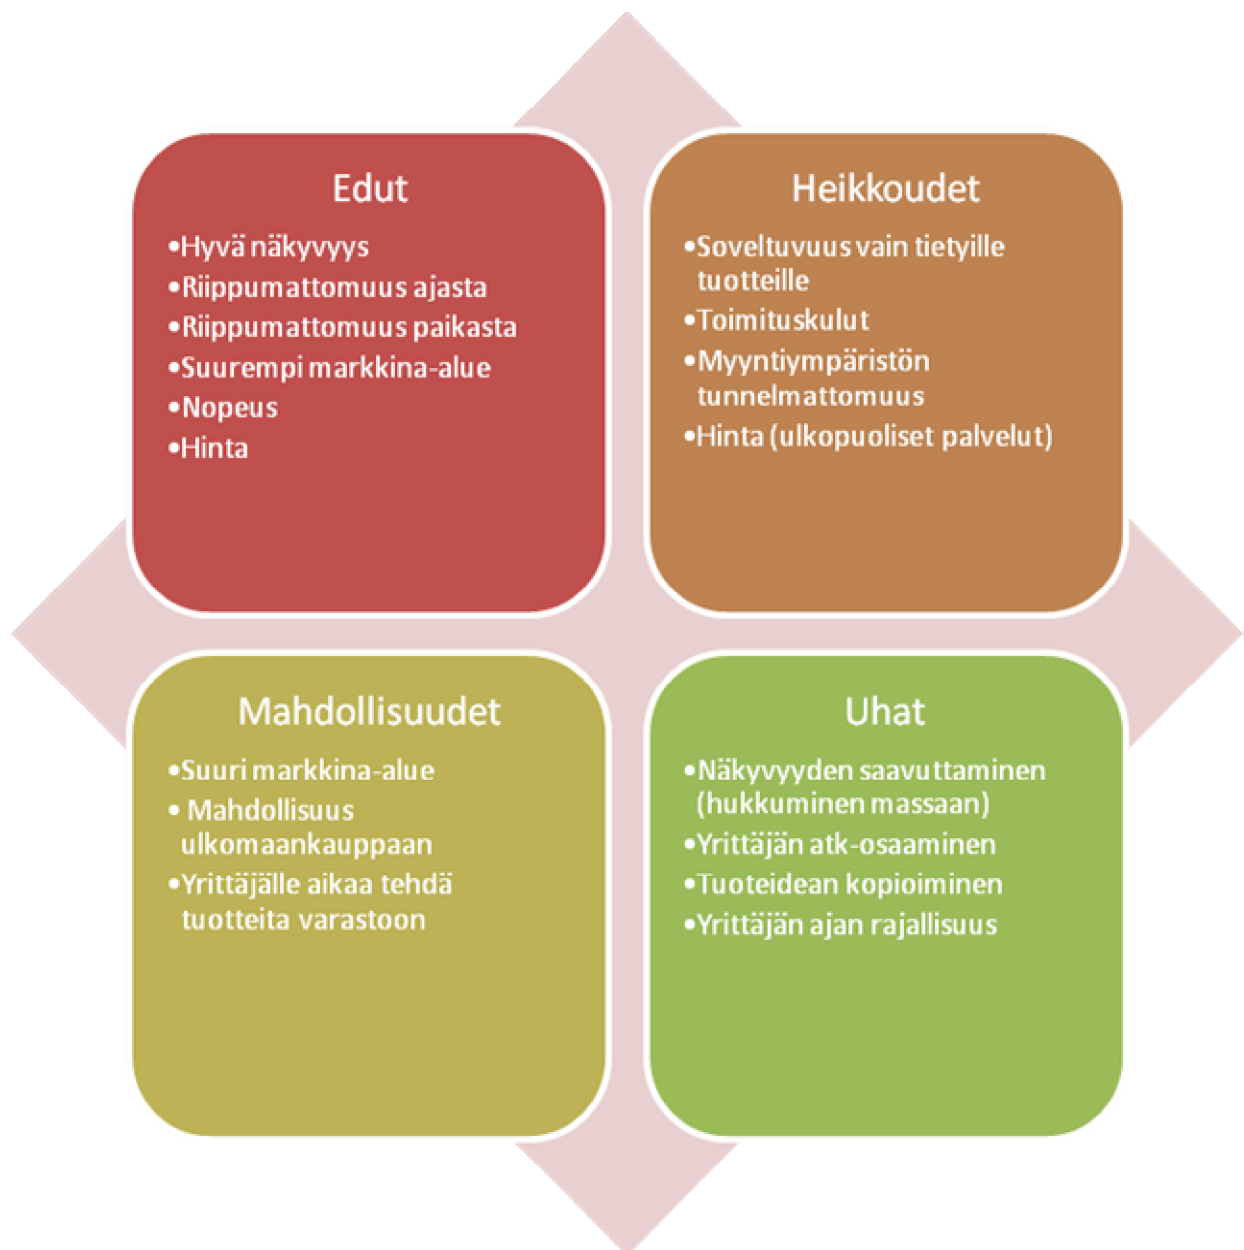 Edut
•Hyvä näkyvyys
•Riippumattomuus ajasta
•Riippumattomuus paikasta
•Suurempi markkina-alue
•Nopeus
•Hinta
Heikkoudet
•Soveltuvuus vain tietyille
tuotteille
•Toimituskulut
•Myyntiympäristön
tunnelmattomuus
•Hinta (ulkopuoliset palvelut)
Mahdollisuudet
•Suuri markkina-alue
• Mahdollisuus
ulkomaankauppaan
•Yrittäjälle aikaa tehdä
tuotteita varastoon
Uhat
•Näkyvyyden saavuttaminen
(hukkuminen massaan)
•Yrittäjän atk-osaaminen
•Tuoteidean kopioiminen
•Yrittäjän ajan rajallisuus